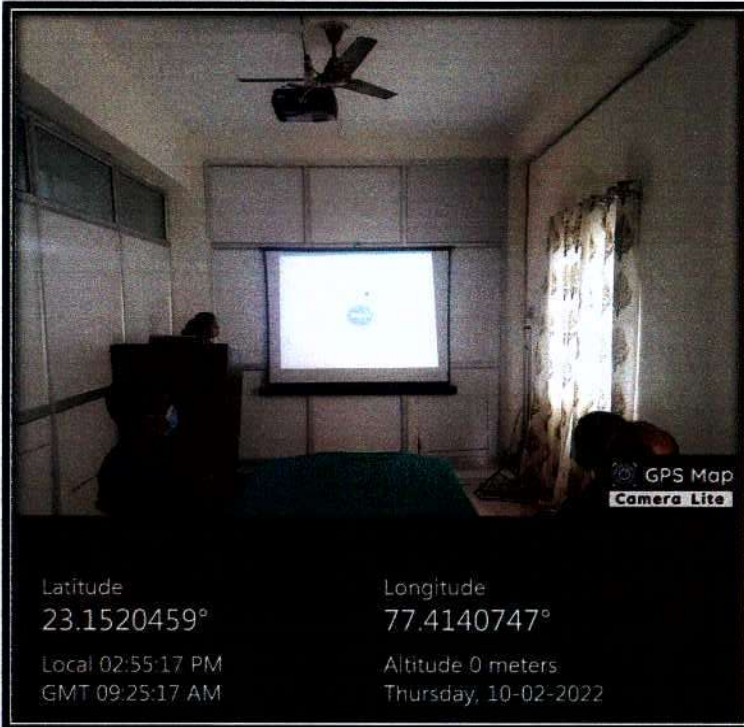 GPS Map
Camera Lite
Latitude
23.1520459°
Longitude
77.4140747°
Local 02:55:17 PM
GMT 09:25:17 AM
Altitude 0 meters
Thursday, 10-02-2022